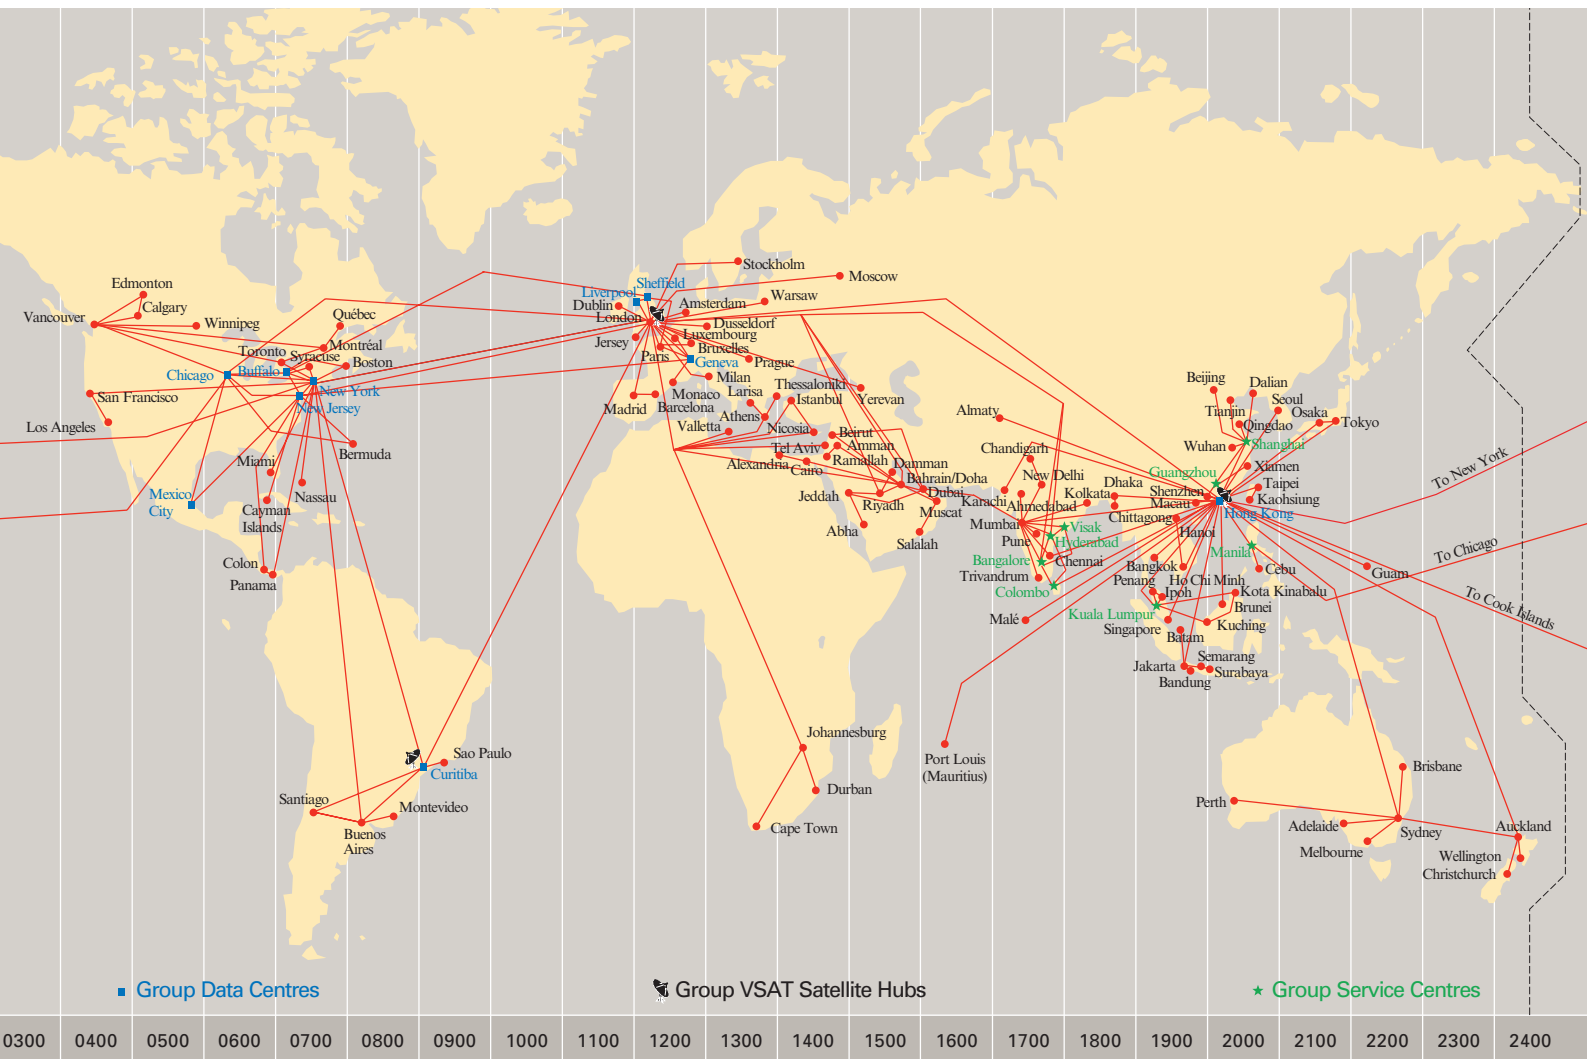 Edmonton
Calgary
Vancouver
Winnipeg
Québec
Montréal
Toronto
Syracuse
Boston
Chicago
Buffalo
New York
New Jersey
San Francisco
Los Angeles
Bermuda
Miami
Nassau
Mexico
City
Cayman
Islands
Colon
Panama
Sao Paulo
Curitiba
Santiago
Montevideo
Buenos
Aires
Stockholm
Moscow
Sheffield
Liverpool
Dublin
London
Amsterdam
Warsaw
Dusseldorf
Luxembourg
Jersey
Bruxelles
Paris
Geneva
Prague
Milan
Monaco
Madrid
Barcelona
Larisa
Thessaloniki
Istanbul
Yerevan
Athens
Valletta
Nicosia
Beirut
Tel Aviv
Amman
Ramallah
Alexandria
Cairo
Damman
Bahrain/Doha
Dubai
Jeddah
Riyadh
Muscat
Abha
Salalah
Johannesburg
Durban
Cape Town
Port Louis
(Mauritius)
Almaty
Chandigarh
New Delhi
Karachi
Ahmedabad
Kolkata
Dhaka
Chittagong
Mumbai
Visak
Pune
Hyderabad
Bangalore
Chennai
Trivandrum
Colombo
Malé
Beijing
Dalian
Tianjin
Seoul
Qingdao
Osaka
Tokyo
Wuhan
Shanghai
Guangzhou
Xiamen
Shenzhen
Taipei
Macau
Kaohsiung
Hong Kong
Hanoi
Manila
Bangkok
Cebu
Guam
Penang
Ho Chi Minh
Ipoh
Kota Kinabalu
Kuala Lumpur
Brunei
Singapore
Batam
Kuching
Jakarta
Semarang
Bandung
Surabaya
To New York
To Chicago
To Cook Islands
Brisbane
Perth
Adelaide
Sydney
Melbourne
Auckland
Wellington
Christchurch
Group Data Centres
Group VSAT Satellite Hubs
Group Service Centres
0300 0400 0500 0600 0700 0800 0900 1000 1100 1200 1300 1400 1500 1600 1700 1800 1900 2000 2100 2200 2300 2400